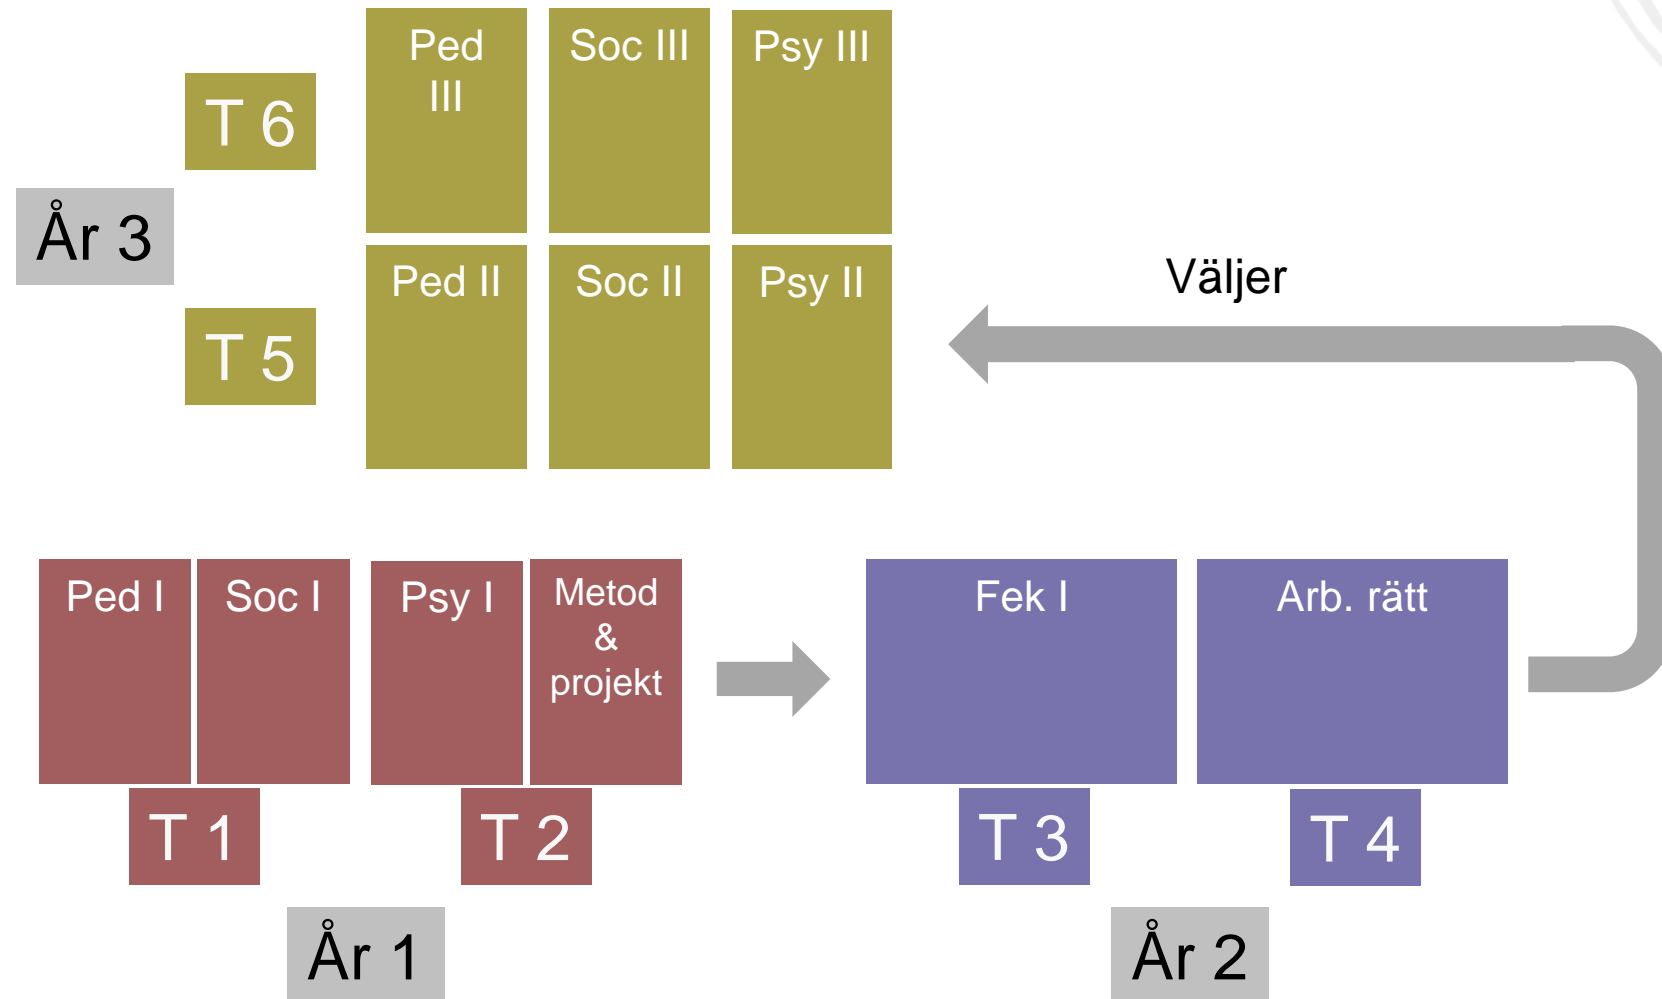 Ped
III
Soc III
Psy III
T 6
År 3
Ped II
Soc II
Psy II
Väljer
T 5
Ped I
Soc I
Psy I
Metod
&
projekt
Fek I
Arb. rätt
T 1
T 2
T 3
T 4
År 1
År 2